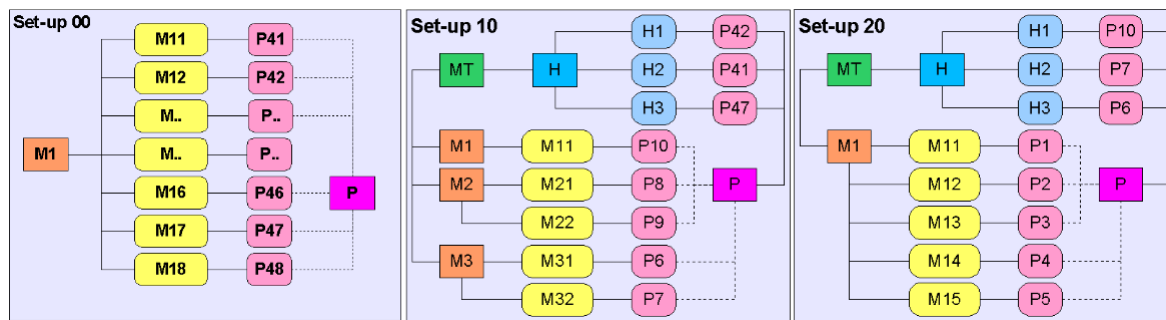 Set-up 00
M11 P41
M12 P42
M.. P..
M1
M.. P..
M16 P46
P
M17 P47
M18 P48
Set-up 10
H1 P42
MT H H2 P41
H3 P47
M1 M11 P10
M2 M21 P8 P
M22 P9
M3 M31 P6
M32 P7
Set-up 20
H1 P10
MT H H2 P7
H3 P6
M1 M11 P1
M12 P2 P
M13 P3
M14 P4
M15 P5